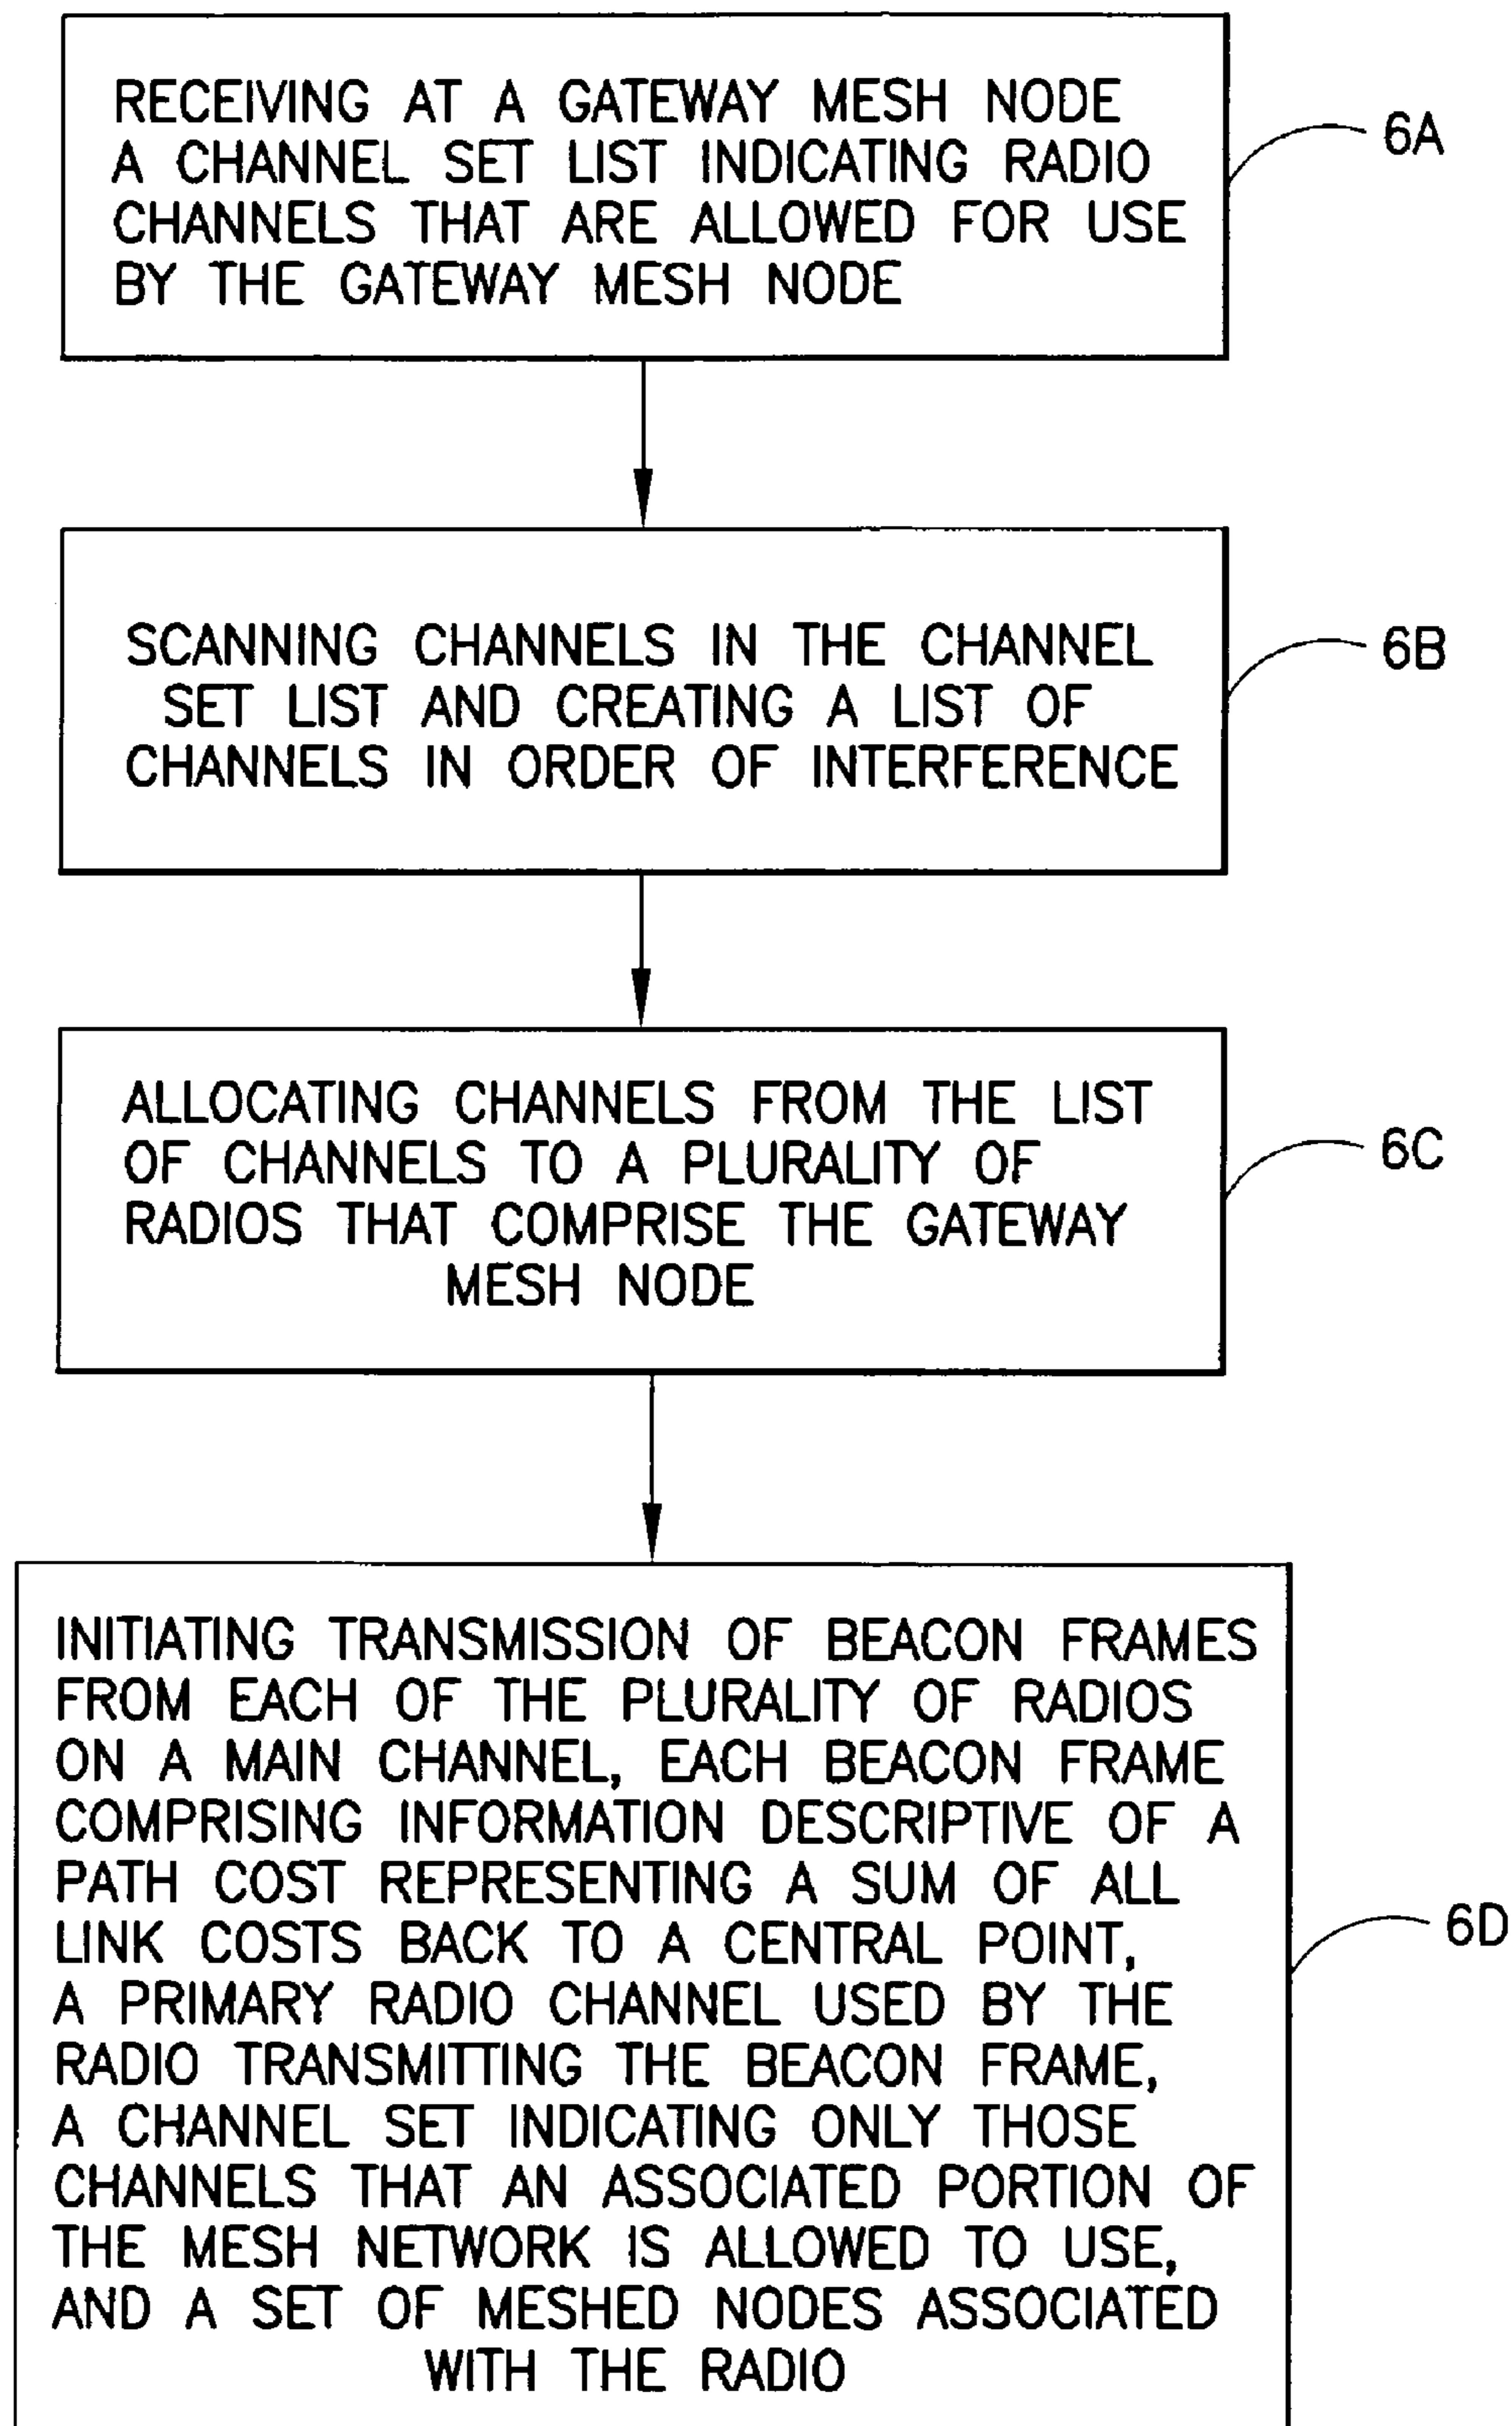 RECEIVING AT A GATEWAY MESH NODE
A CHANNEL SET LIST INDICATING RADIO
CHANNELS THAT ARE ALLOWED FOR USE
BY THE GATEWAY MESH NODE
6A
SCANNING CHANNELS IN THE CHANNEL
SET LIST AND CREATING A LIST OF
CHANNELS IN ORDER OF INTERFERENCE
6B
ALLOCATING CHANNELS FROM THE LIST
OF CHANNELS TO A PLURALITY OF
RADIOS THAT COMPRISE THE GATEWAY
MESH NODE
6C
INITIATING TRANSMISSION OF BEACON FRAMES
FROM EACH OF THE PLURALITY OF RADIOS
ON A MAIN CHANNEL, EACH BEACON FRAME
COMPRISING INFORMATION DESCRIPTIVE OF A
PATH COST REPRESENTING A SUM OF ALL
LINK COSTS BACK TO A CENTRAL POINT,
A PRIMARY RADIO CHANNEL USED BY THE
RADIO TRANSMITTING THE BEACON FRAME,
A CHANNEL SET INDICATING ONLY THOSE
CHANNELS THAT AN ASSOCIATED PORTION OF
THE MESH NETWORK IS ALLOWED TO USE,
AND A SET OF MESHED NODES ASSOCIATED
WITH THE RADIO
6D